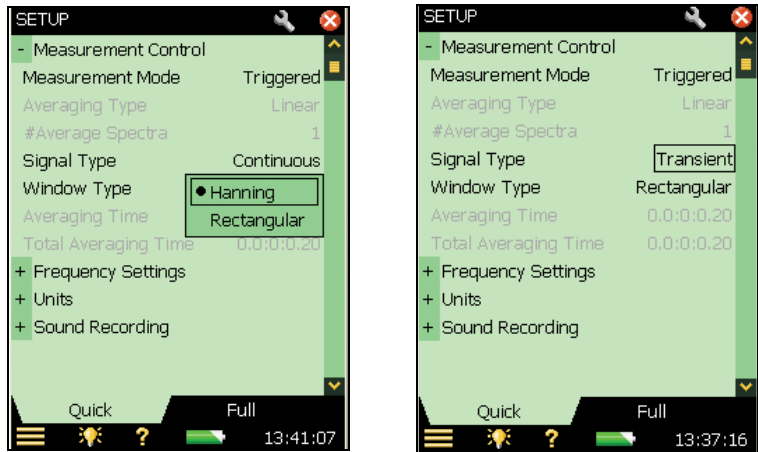 SETUP
- Measurement Control
Measurement Mode Triggered
Averaging Type Linear
#Average Spectra 1
Signal Type Continuous
Window Type Hanning
Rectangular
Averaging Time
Total Averaging Time 0.0:0:0.20
+ Frequency Settings
+ Units
+ Sound Recording
Quick Full
? 13:41:07
SETUP
- Measurement Control
Measurement Mode Triggered
Averaging Type Linear
#Average Spectra 1
Signal Type Transient
Window Type Rectangular
Averaging Time 0.0:0:0.20
Total Averaging Time 0.0:0:0.20
+ Frequency Settings
+ Units
+ Sound Recording
Quick Full
? 13:37:16